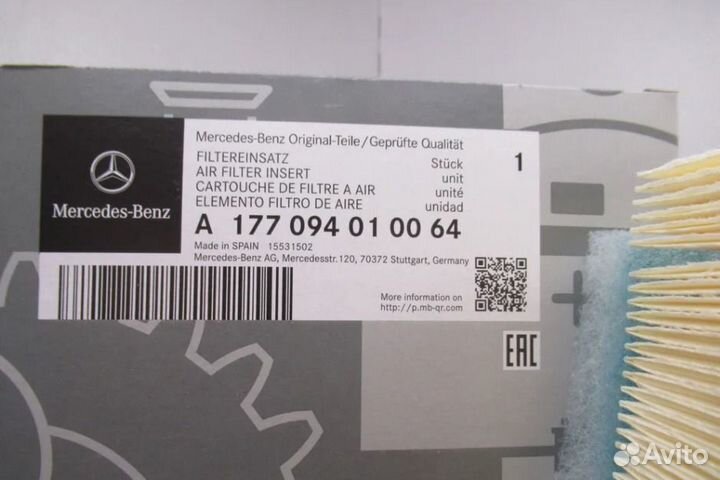 Mercedes-Benz
Mercedes-Benz Original-Teile/Geprüfte Qualität
FILTEREINSATZ Stück 1
AIR FILTER INSERT unit
CARTOUCHE DE FILTRE A AIR unité
ELEMENTO FILTRO DE AIRE unidad
A 177 094 01 00 64
Made in SPAIN 15531502
Mercedes-Benz AG, Mercedesstr. 120, 70372 Stuttgart, Germany
More information on
http://p.mb-qr.com/
EAC
Avito